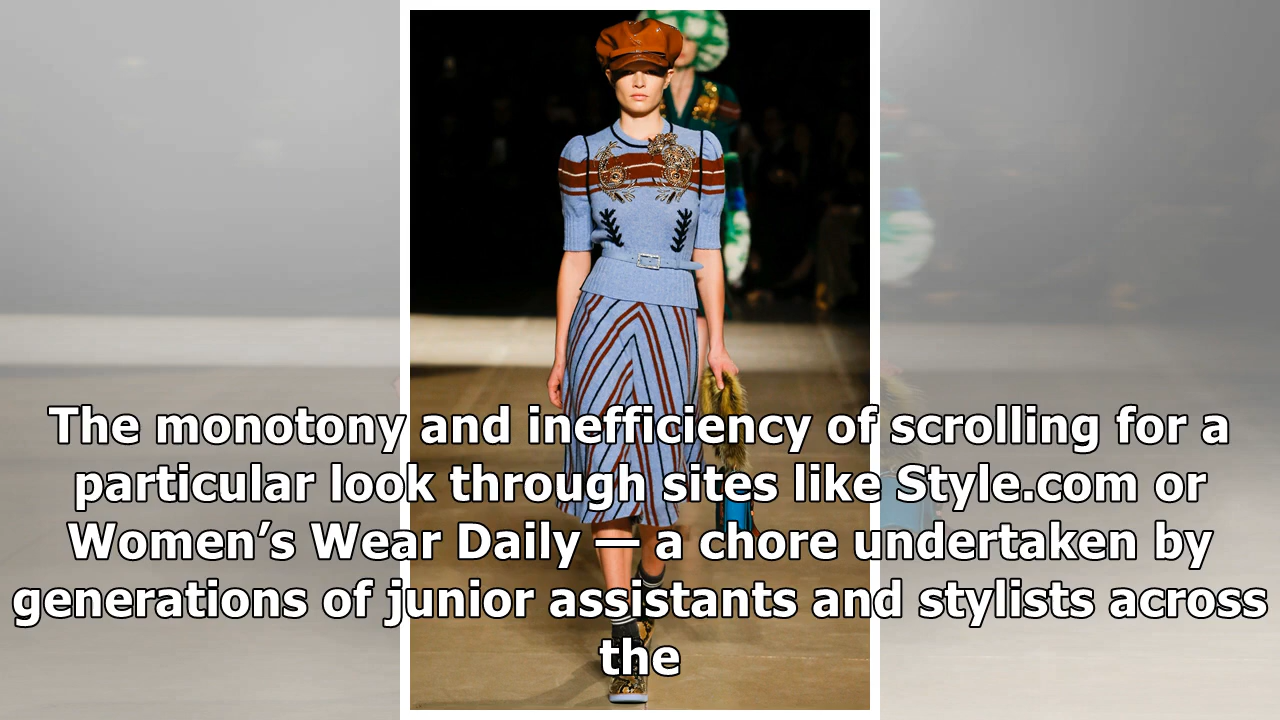 The monotony and inefficiency of scrolling for a
particular look through sites like Style.com or
Women’s Wear Daily — a chore undertaken by
generations of junior assistants and stylists across
the